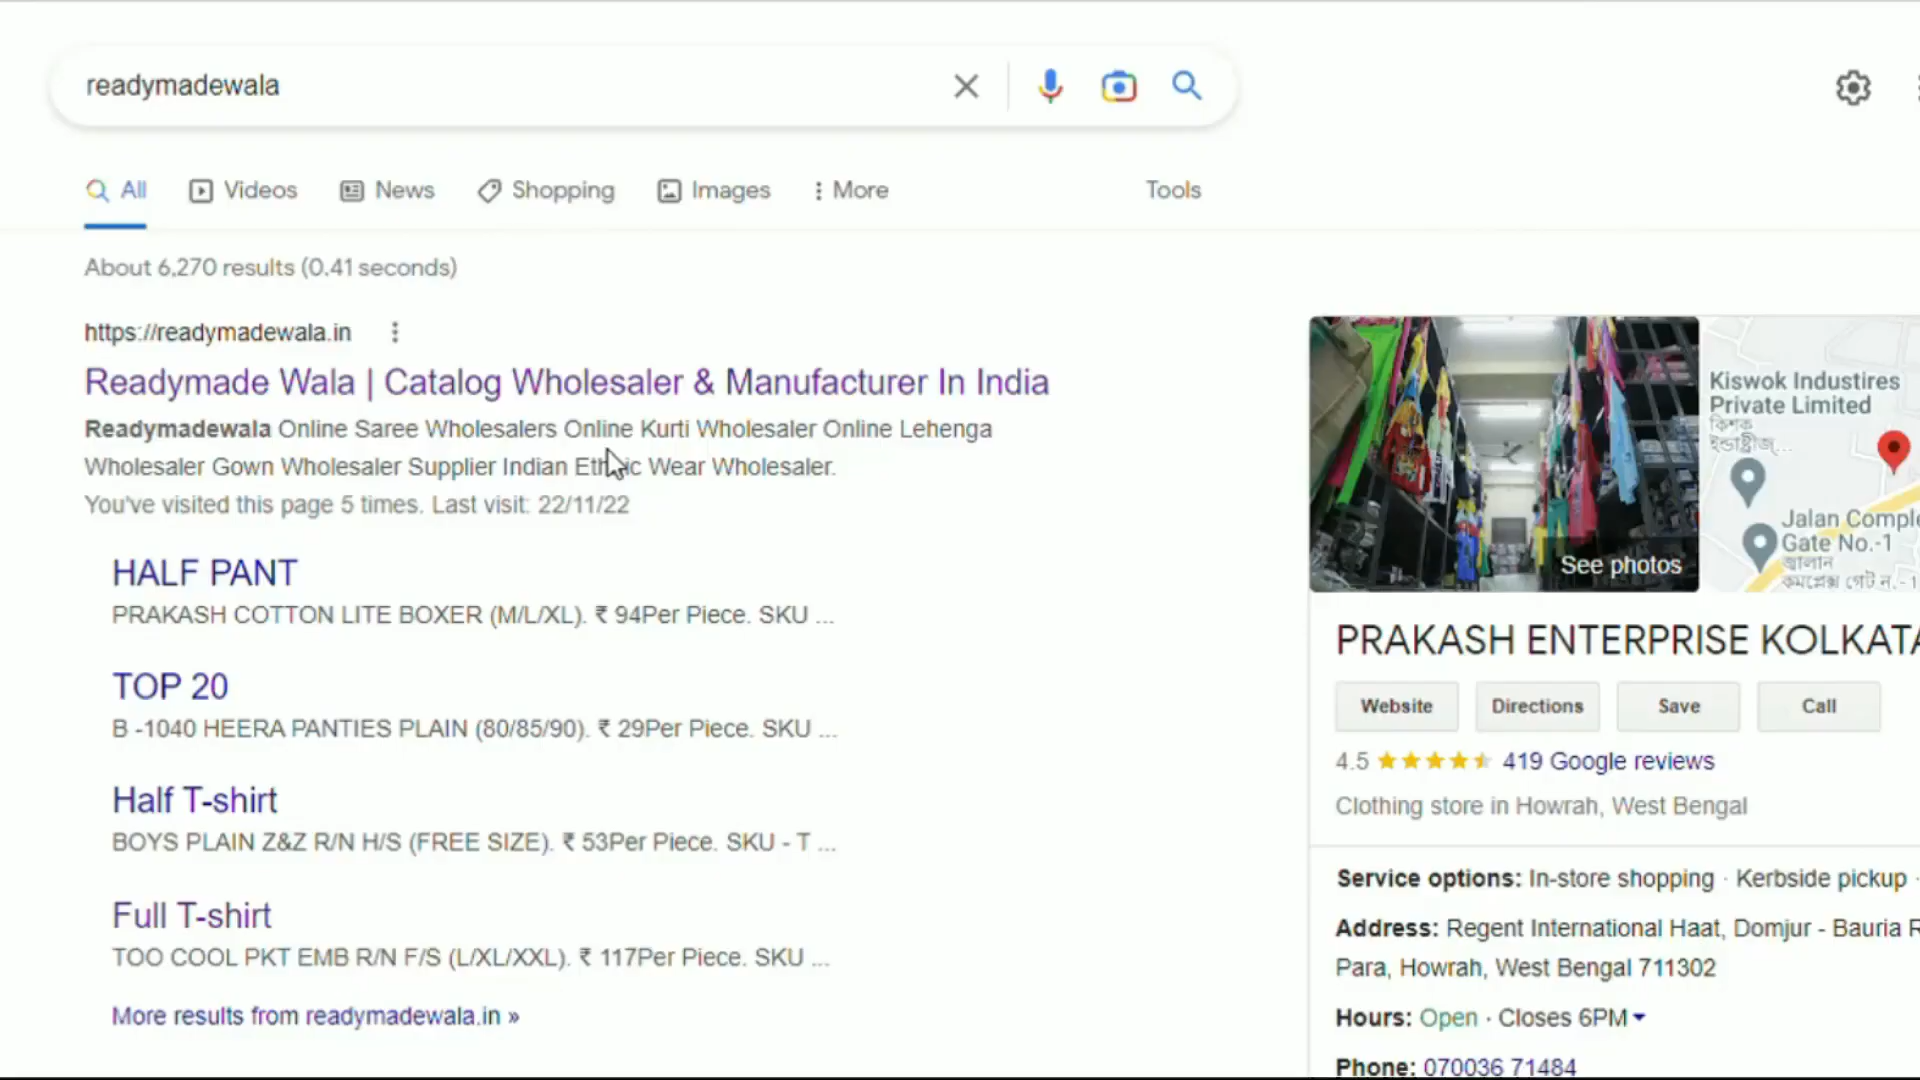 readymadewala
All Videos News Shopping Images More Tools
About 6,270 results (0.41 seconds)
https://readymadewala.in
Readymade Wala | Catalog Wholesaler & Manufacturer In India
Readymadewala Online Saree Wholesalers Online Kurti Wholesaler Online Lehenga
Wholesaler Gown Wholesaler Supplier Indian Ethnic Wear Wholesaler.
You've visited this page 5 times. Last visit: 22/11/22
HALF PANT
PRAKASH COTTON LITE BOXER (M/L/XL). ₹ 94Per Piece. SKU ...
TOP 20
B -1040 HEERA PANTIES PLAIN (80/85/90). ₹ 29Per Piece. SKU ...
Half T-shirt
BOYS PLAIN Z&Z R/N H/S (FREE SIZE). ₹ 53Per Piece. SKU - T ...
Full T-shirt
TOO COOL PKT EMB R/N F/S (L/XL/XXL). ₹ 117Per Piece. SKU ...
More results from readymadewala.in »
See photos
Kiswok Industires
Private Limited
কিশক
ইন্ডাষ্ট্রীজ...
Jalan Comple
Gate No.-1
জালান
কমপ্লেক্স গেট ন.-1
PRAKASH ENTERPRISE KOLKATA
Website Directions Save Call
4.5 419 Google reviews
Clothing store in Howrah, West Bengal
Service options: In-store shopping · Kerbside pickup ·
Address: Regent International Haat, Domjur - Bauria R
Para, Howrah, West Bengal 711302
Hours: Open · Closes 6PM
Phone: 070036 71484